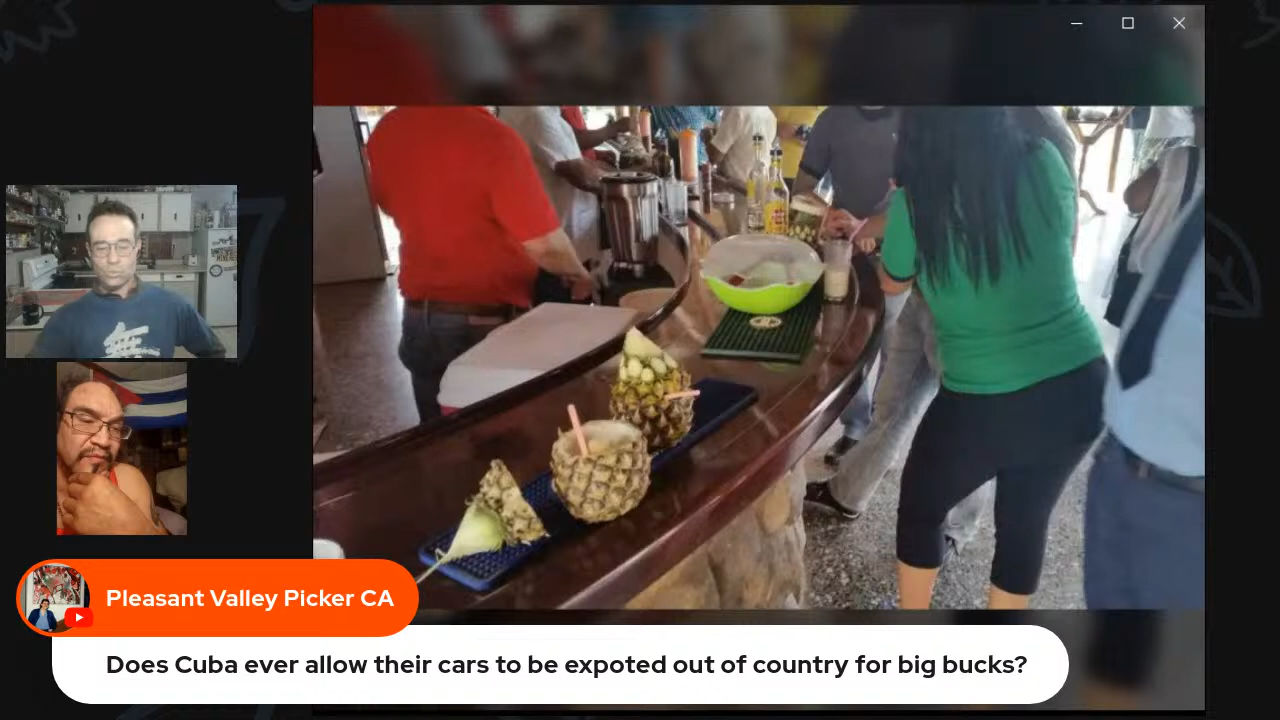 Pleasant Valley Picker CA
Does Cuba ever allow their cars to be expoted out of country for big bucks?